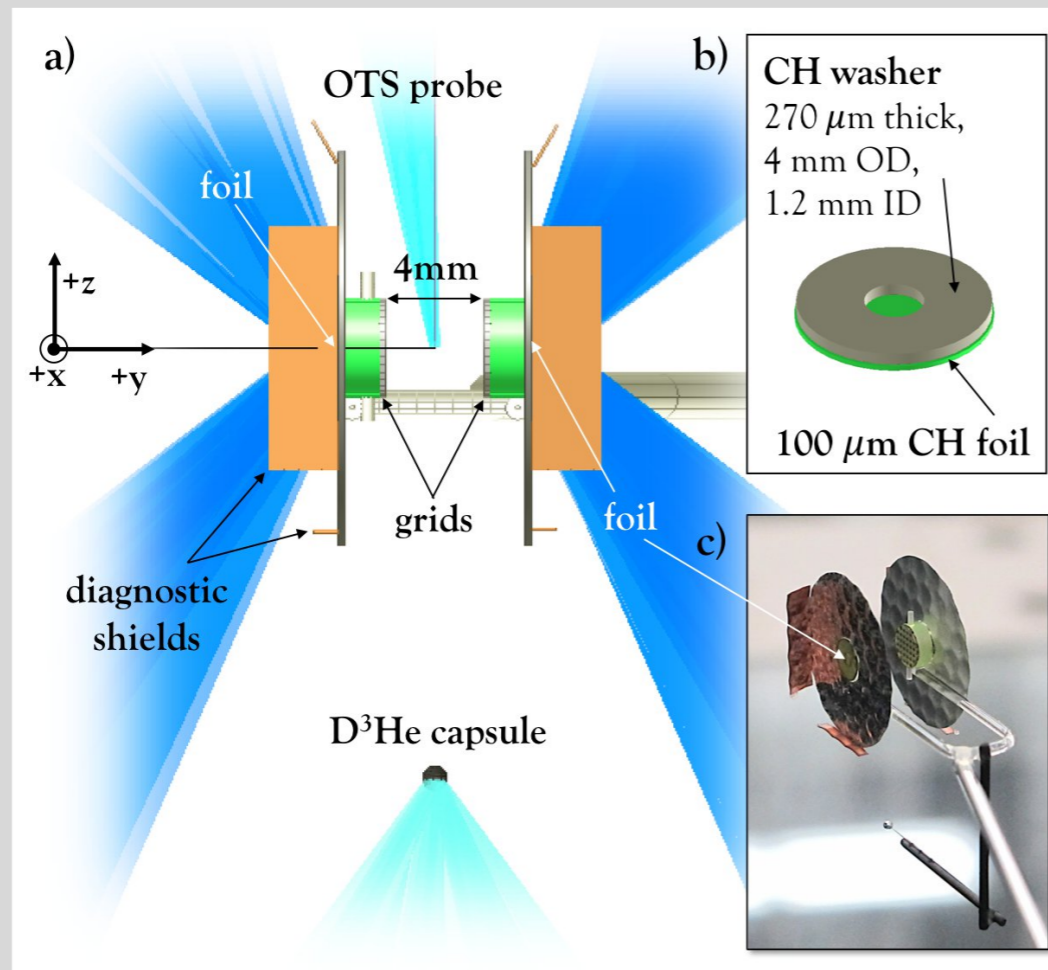 a)
OTS probe
foil
4mm
+z
+x
+y
grids
foil
diagnostic
shields
D³He capsule
b)
CH washer
270 μm thick,
4 mm OD,
1.2 mm ID
100 μm CH foil
c)